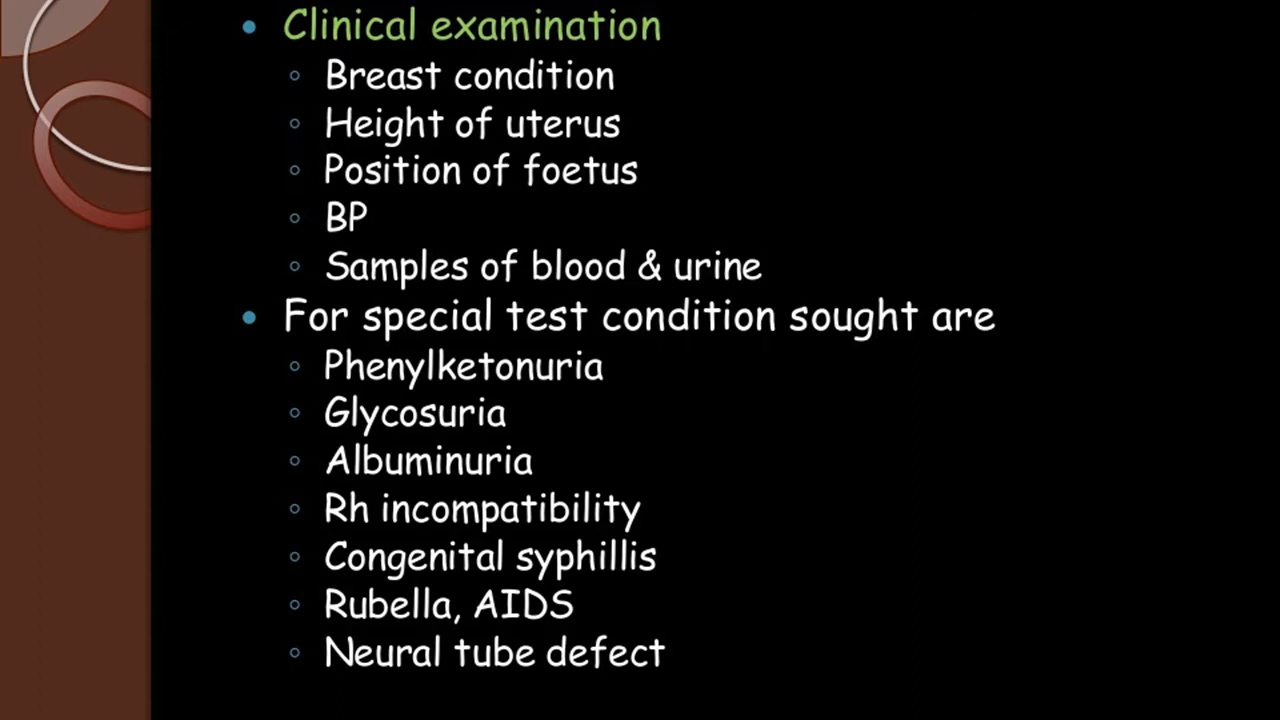 Clinical examination
Breast condition
Height of uterus
Position of foetus
BP
Samples of blood & urine
For special test condition sought are
Phenylketonuria
Glycosuria
Albuminuria
Rh incompatibility
Congenital syphillis
Rubella, AIDS
Neural tube defect